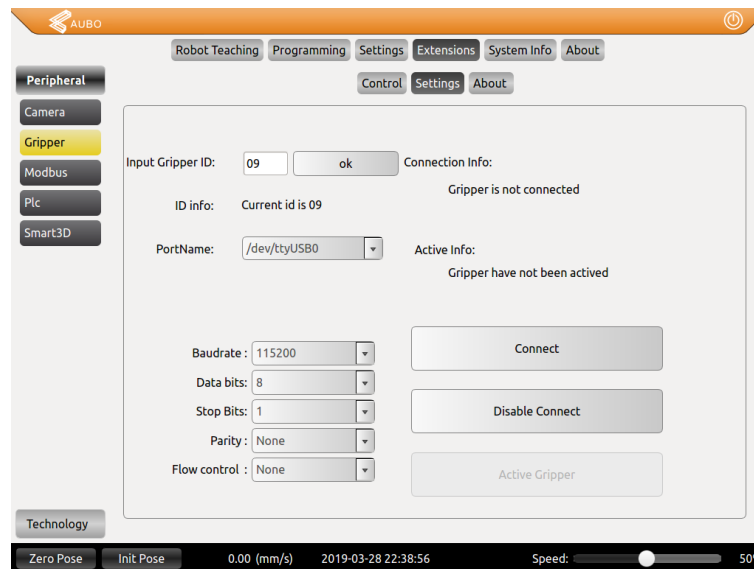 AUBO
Robot Teaching Programming Settings Extensions System Info About
Peripheral
Control Settings About
Camera
Gripper
Modbus
Plc
Smart3D
Input Gripper ID: 09 ok Connection Info:
Gripper is not connected
ID info: Current id is 09
PortName: /dev/ttyUSB0 Active Info:
Gripper have not been actived
Baudrate : 115200 Connect
Data bits: 8
Stop Bits: 1 Disable Connect
Parity : None
Flow control : None Active Gripper
Technology
Zero Pose Init Pose 0.00 (mm/s) 2019-03-28 22:38:56 Speed: 50